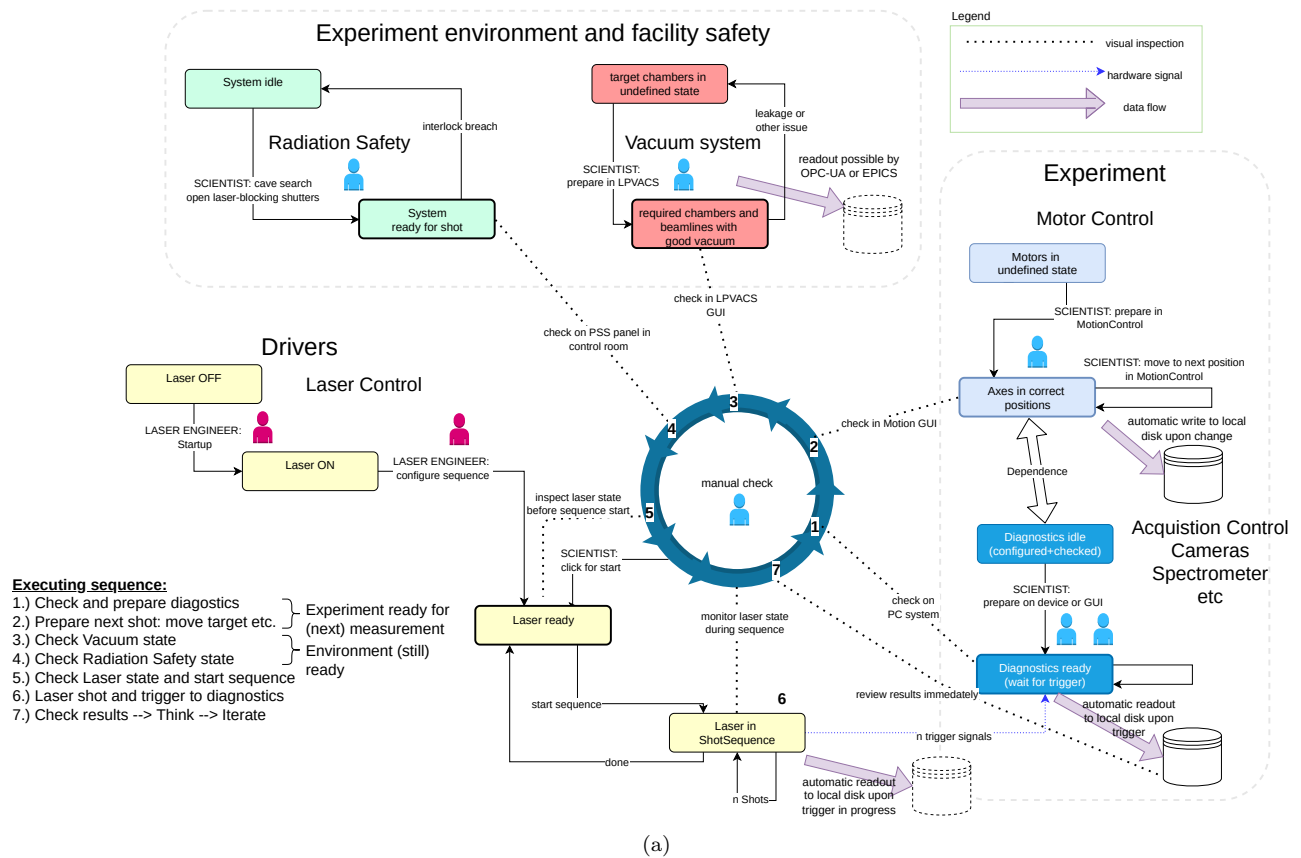 Experiment environment and facility safety
System idle
interlock breach
Radiation Safety
SCIENTIST: cave search
open laser-blocking shutters
System
ready for shot
target chambers in
undefined state
leakage or
other issue
Vacuum system
SCIENTIST:
prepare in LPVACS
required chambers and
beamlines with
good vacuum
readout possible by
OPC-UA or EPICS
Legend
visual inspection
hardware signal
data flow
Experiment
Motor Control
Motors in
undefined state
SCIENTIST: prepare in
MotionControl
SCIENTIST: move to next position
in MotionControl
Axes in correct
positions
automatic write to local
disk upon change
Dependence
Diagnostics idle
(configured+checked)
Acquistion Control
Cameras
Spectrometer
etc
SCIENTIST:
prepare on device or GUI
Diagnostics ready
(wait for trigger)
automatic readout
to local disk upon
trigger
check in LPVACS
GUI
check on PSS panel in
control room
check in Motion GUI
check on
PC system
review results immediately
monitor laser state
during sequence
inspect laser state
before sequence start
manual check
1
2
3
4
5
7
6
Drivers
Laser Control
Laser OFF
LASER ENGINEER:
Startup
Laser ON
LASER ENGINEER:
configure sequence
SCIENTIST:
click for start
Laser ready
start sequence
Laser in
ShotSequence
done
n Shots
n trigger signals
automatic readout
to local disk upon
trigger in progress
Executing sequence:
1.) Check and prepare diagostics
2.) Prepare next shot: move target etc.
3.) Check Vacuum state
4.) Check Radiation Safety state
5.) Check Laser state and start sequence
6.) Laser shot and trigger to diagnostics
7.) Check results --> Think --> Iterate
Experiment ready for
(next) measurement
Environment (still)
ready
(a)